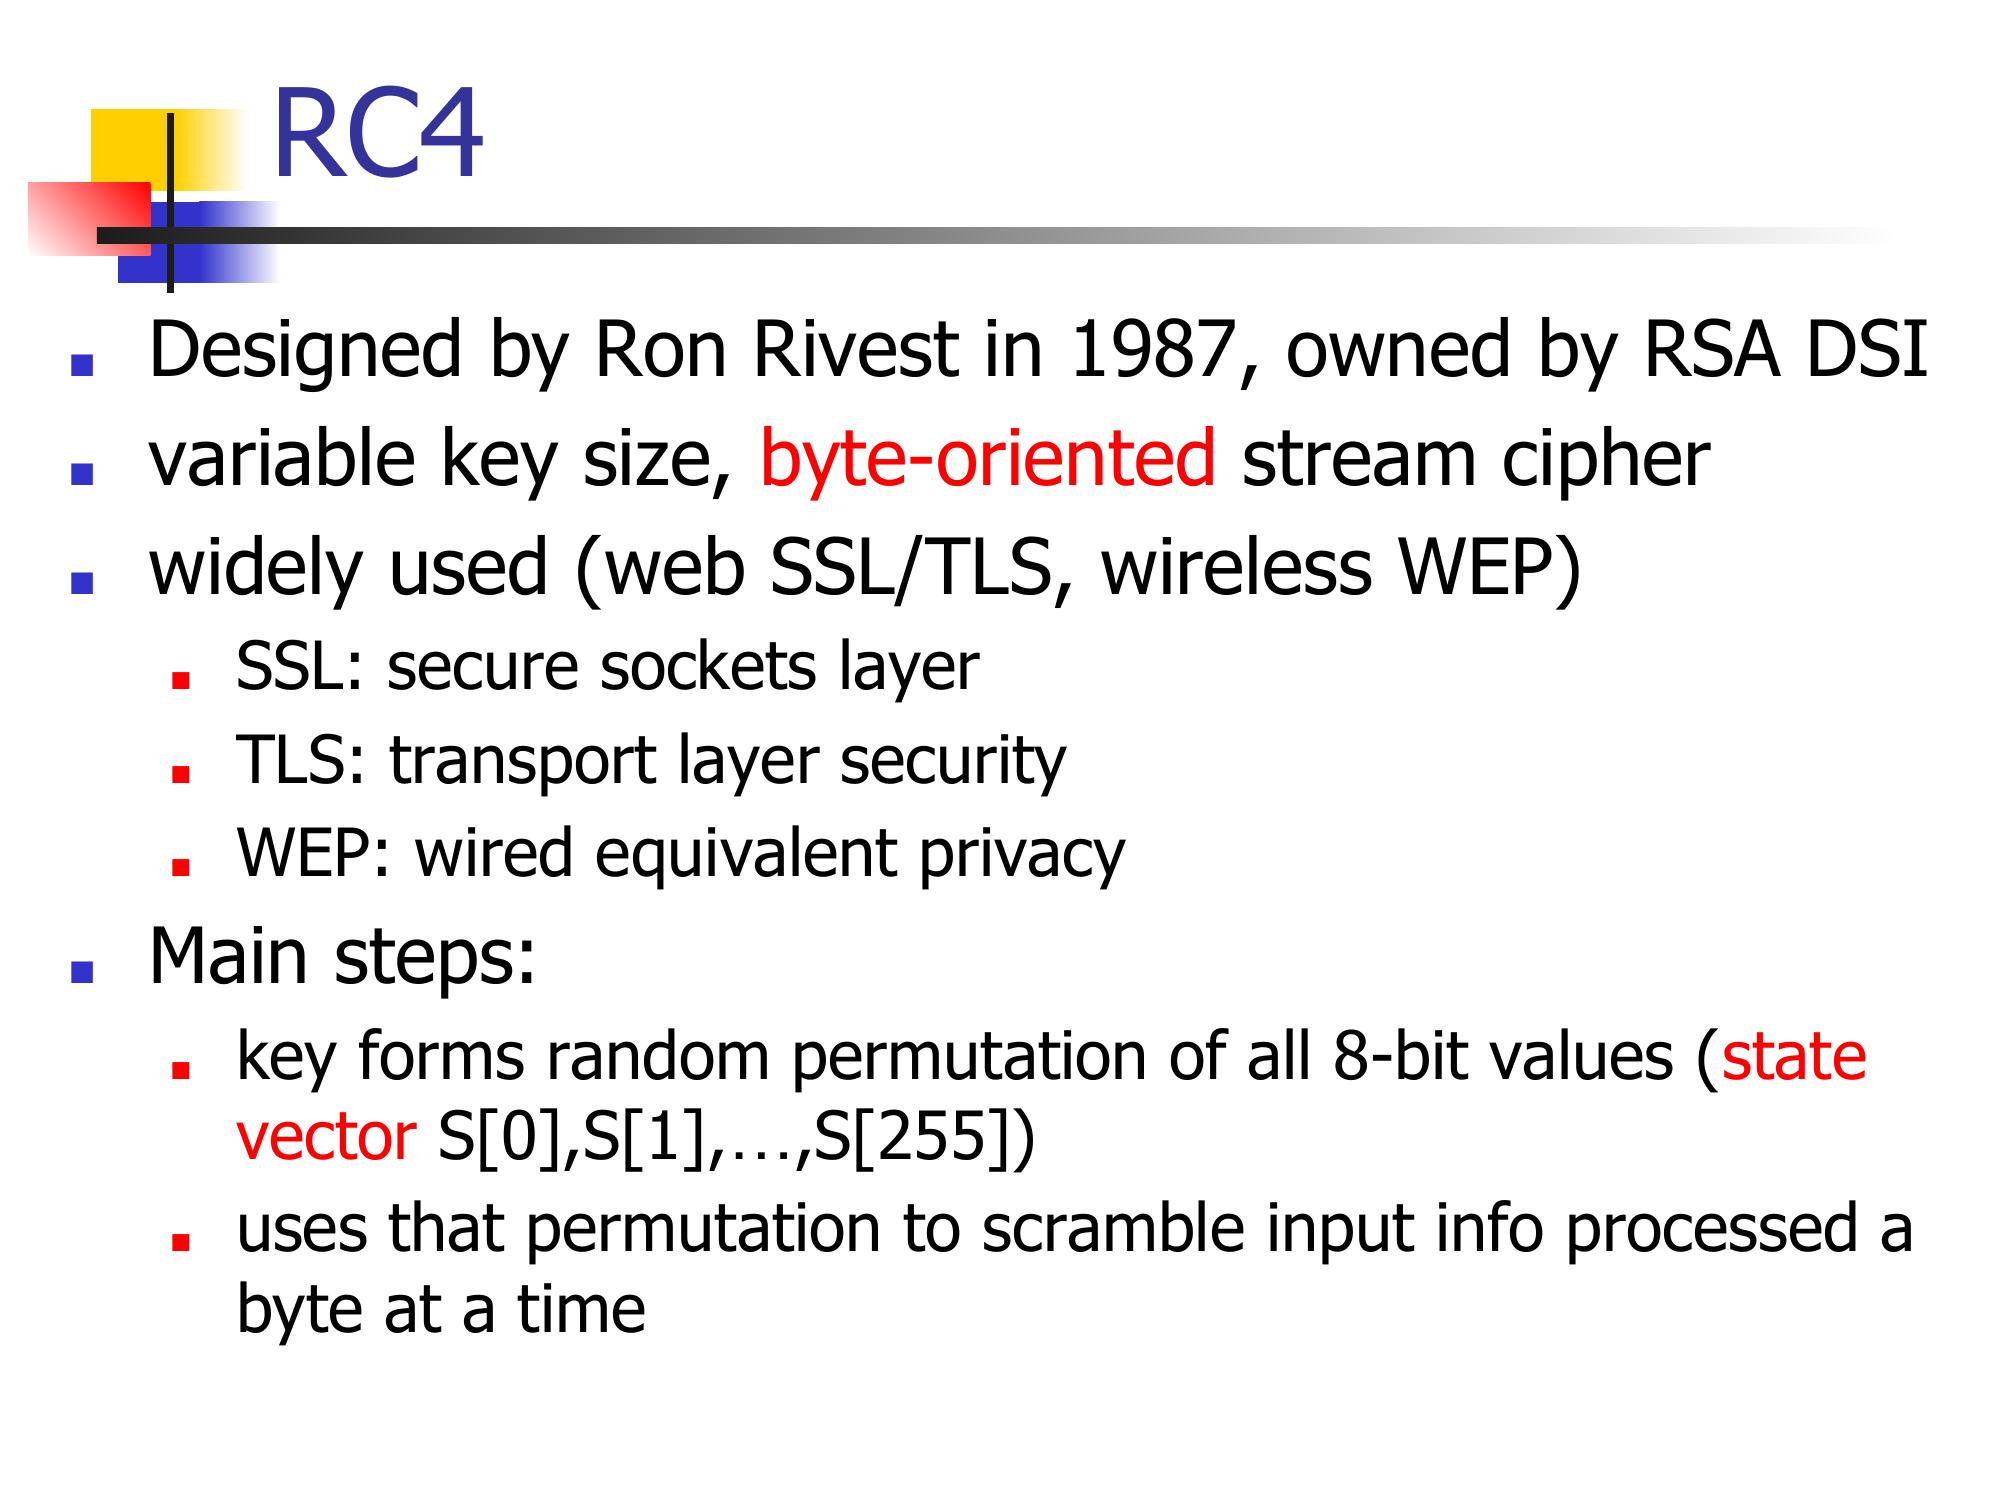 RC4
Designed by Ron Rivest in 1987, owned by RSA DSI
variable key size, byte-oriented stream cipher
widely used (web SSL/TLS, wireless WEP)
SSL: secure sockets layer
TLS: transport layer security
WEP: wired equivalent privacy
Main steps:
key forms random permutation of all 8-bit values (state
vector S[0],S[1],…,S[255])
uses that permutation to scramble input info processed a
byte at a time